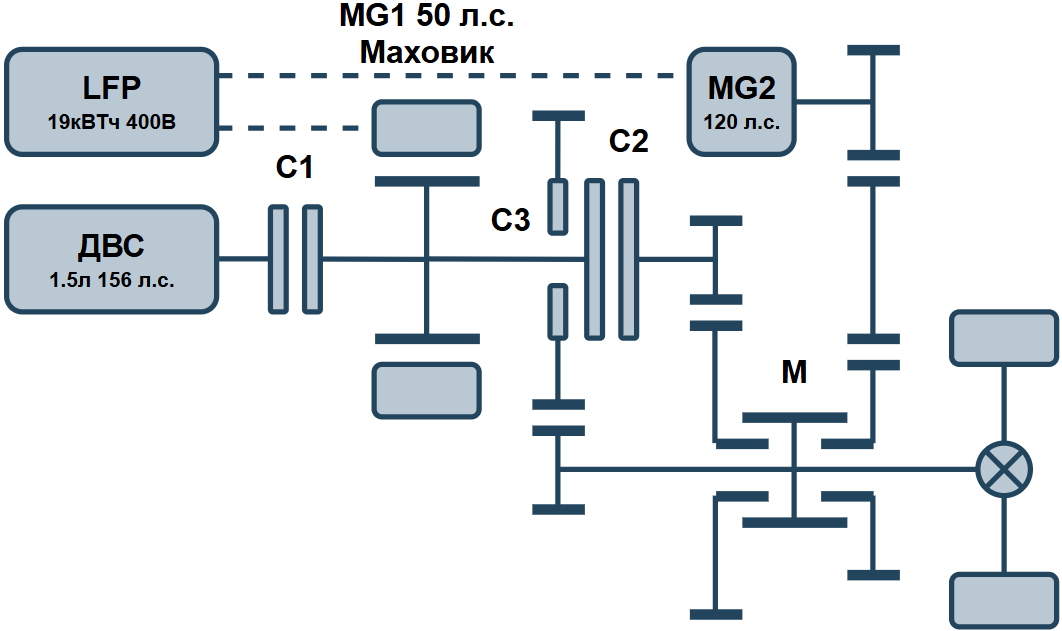 MG1 50 л.с.
Маховик
LFP
19кВТч 400В
MG2
120 л.с.
C1
C2
C3
ДВС
1.5л 156 л.с.
M